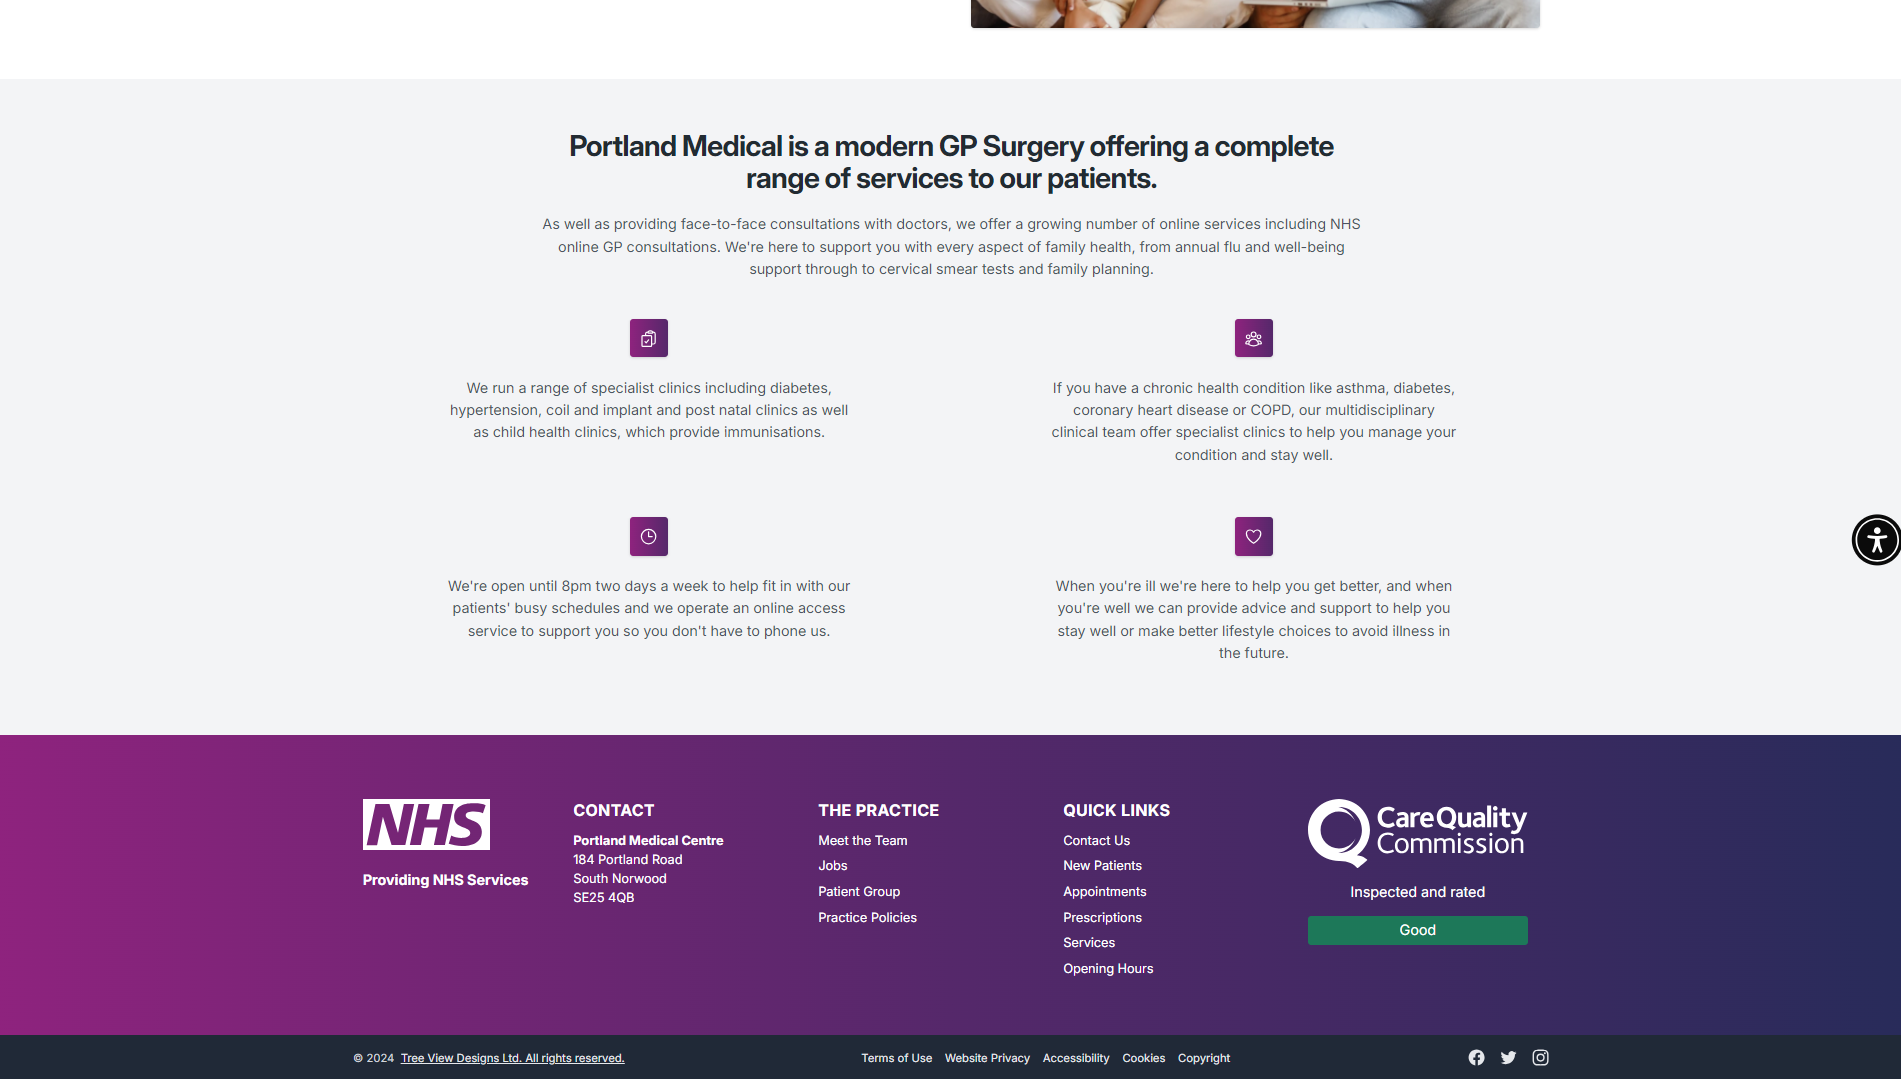 Portland Medical is a modern GP Surgery offering a complete
range of services to our patients.
As well as providing face-to-face consultations with doctors, we offer a growing number of online services including NHS
online GP consultations. We're here to support you with every aspect of family health, from annual flu and well-being
support through to cervical smear tests and family planning.
We run a range of specialist clinics including diabetes,
hypertension, coil and implant and post natal clinics as well
as child health clinics, which provide immunisations.
If you have a chronic health condition like asthma, diabetes,
coronary heart disease or COPD, our multidisciplinary
clinical team offer specialist clinics to help you manage your
condition and stay well.
We're open until 8pm two days a week to help fit in with our
patients' busy schedules and we operate an online access
service to support you so you don't have to phone us.
When you're ill we're here to help you get better, and when
you're well we can provide advice and support to help you
stay well or make better lifestyle choices to avoid illness in
the future.
NHS
Providing NHS Services
CONTACT
Portland Medical Centre
184 Portland Road
South Norwood
SE25 4QB
THE PRACTICE
Meet the Team
Jobs
Patient Group
Practice Policies
QUICK LINKS
Contact Us
New Patients
Appointments
Prescriptions
Services
Opening Hours
CareQuality
Commission
Inspected and rated
Good
© 2024 Tree View Designs Ltd. All rights reserved.
Terms of Use Website Privacy Accessibility Cookies Copyright